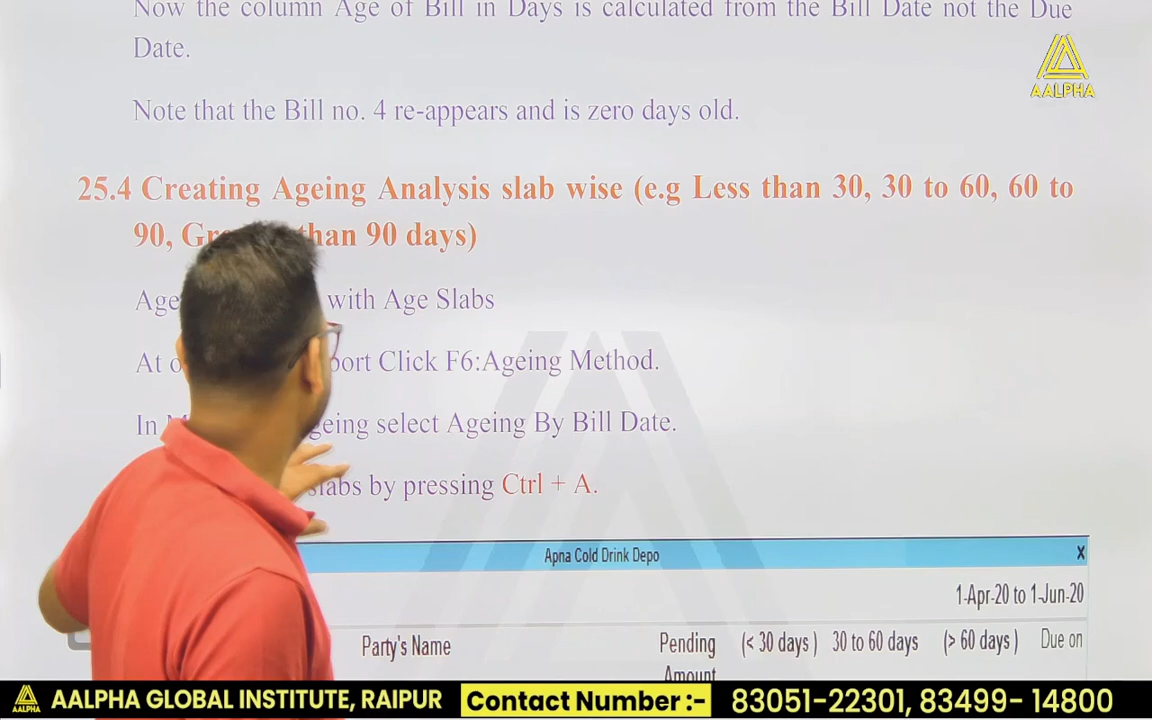 Now the column Age of Bill in Days is calculated from the Bill Date not the Due
Date.
AALPHA
Note that the Bill no. 4 re-appears and is zero days old.
25.4 Creating Ageing Analysis slab wise (e.g Less than 30, 30 to 60, 60 to
90, than 90 days)
with Age Slabs
At Click F6:Ageing Method.
In select Ageing By Bill Date.
slabs by pressing Ctrl + A.
Apna Cold Drink Depo X
1-Apr-20 to 1-Jun-20
Party's Name Pending (< 30 days ) 30 to 60 days (> 60 days ) Due on
Amount
AALPHA GLOBAL INSTITUTE, RAIPUR Contact Number :- 83051-22301, 83499- 14800